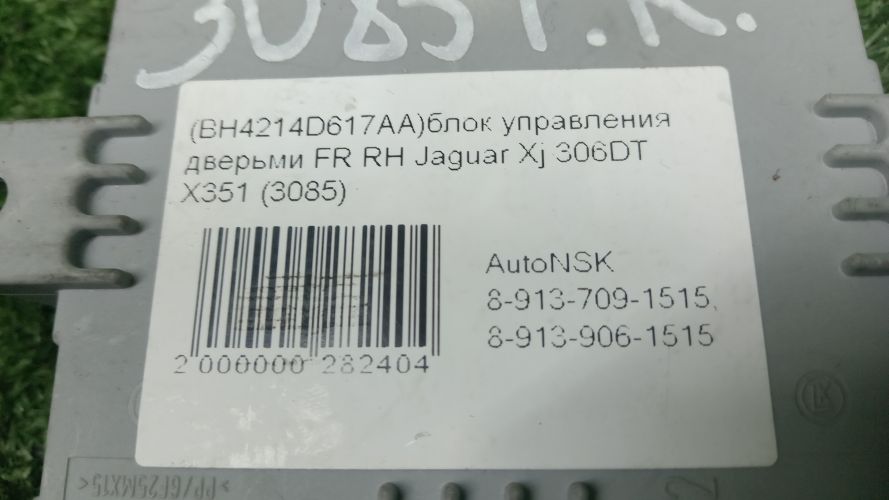 3085 Г.К.
(BH4214D617AA)блок управления
дверьми FR RH Jaguar Xj 306DT
X351 (3085)
AutoNSK
8-913-709-1515,
8-913-906-1515
2 000000 282404
>PP/GF25MX15<